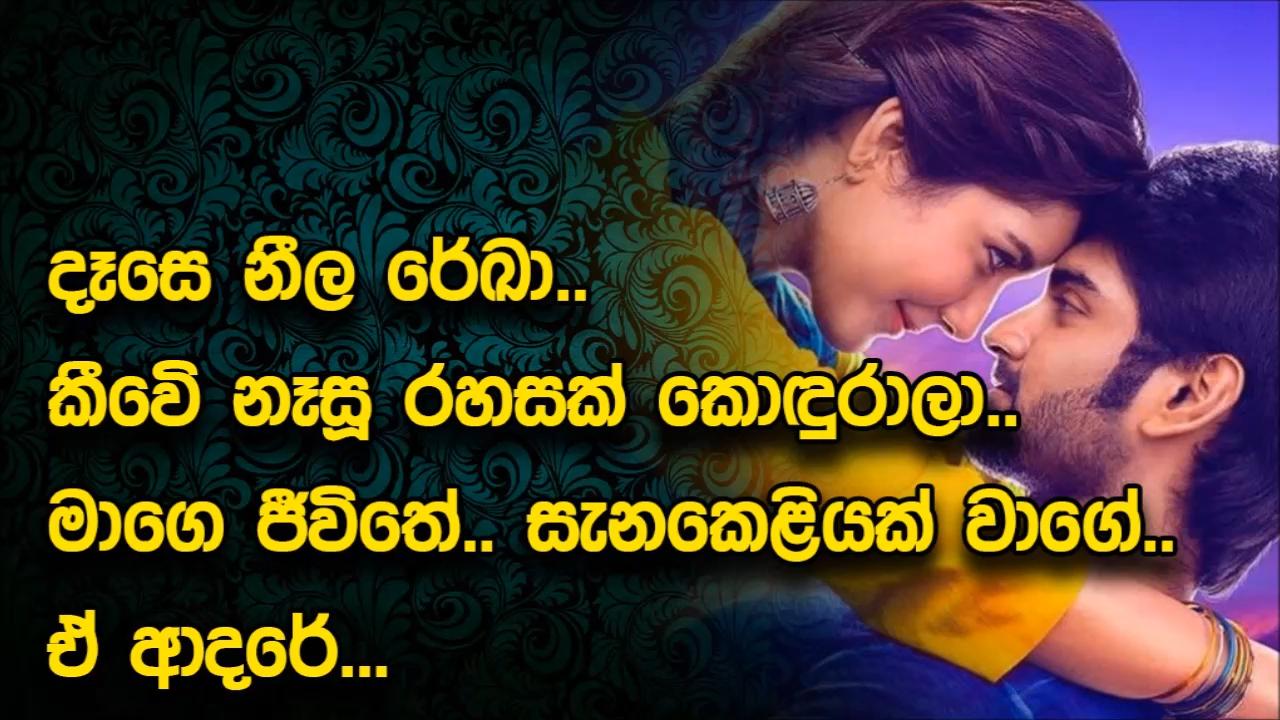 දෑසෙ නීල රේඛා..
කීවේ නෑසූ රහසක් කොඳුරාලා..
මාගෙ ජීවිතේ.. සැනකෙළියක් වාගේ..
ඒ ආදරේ...